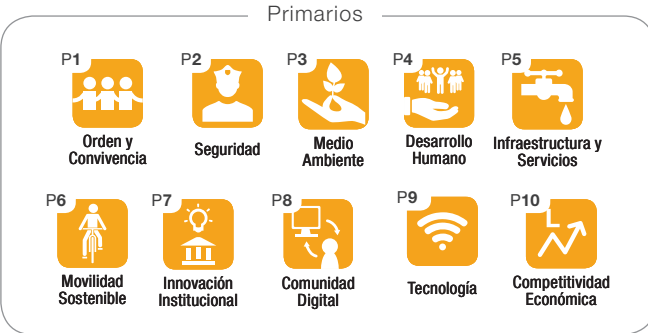 Primarios
P1 P2 P3 P4 P5
Orden y
Convivencia
Seguridad
Medio
Ambiente
Desarrollo
Humano
Infraestructura y
Servicios
P6 P7 P8 P9 P10
Movilidad
Sostenible
Innovación
Institucional
Comunidad
Digital
Tecnología
Competitividad
Económica